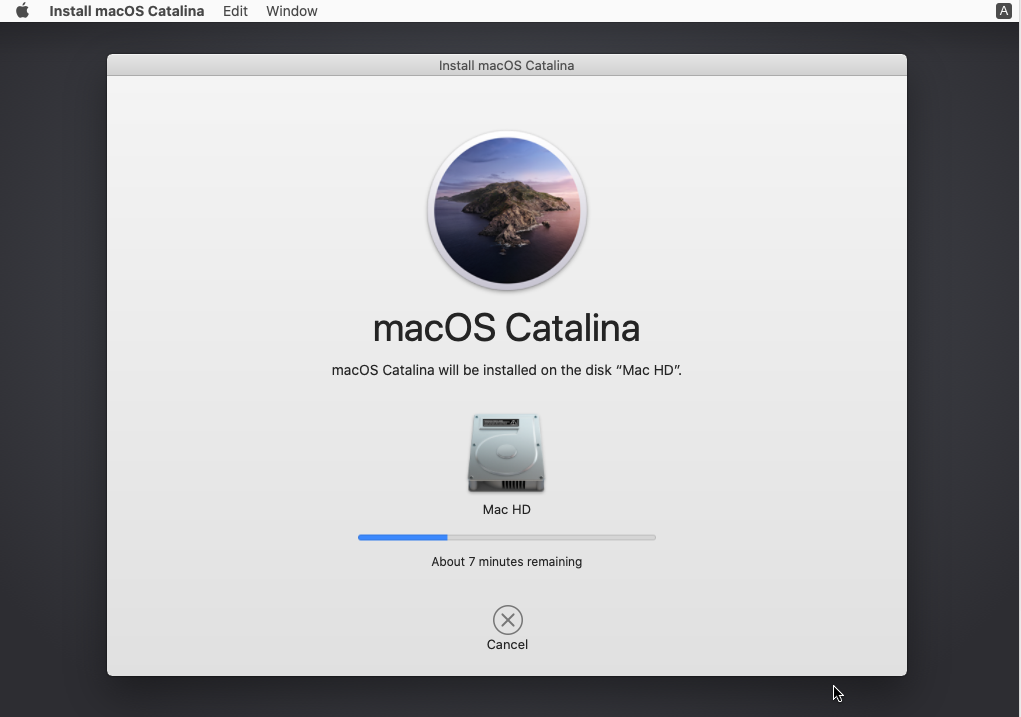 Install macOS Catalina Edit Window A
Install macOS Catalina
macOS Catalina
macOS Catalina will be installed on the disk “Mac HD”.
Mac HD
About 7 minutes remaining
Cancel